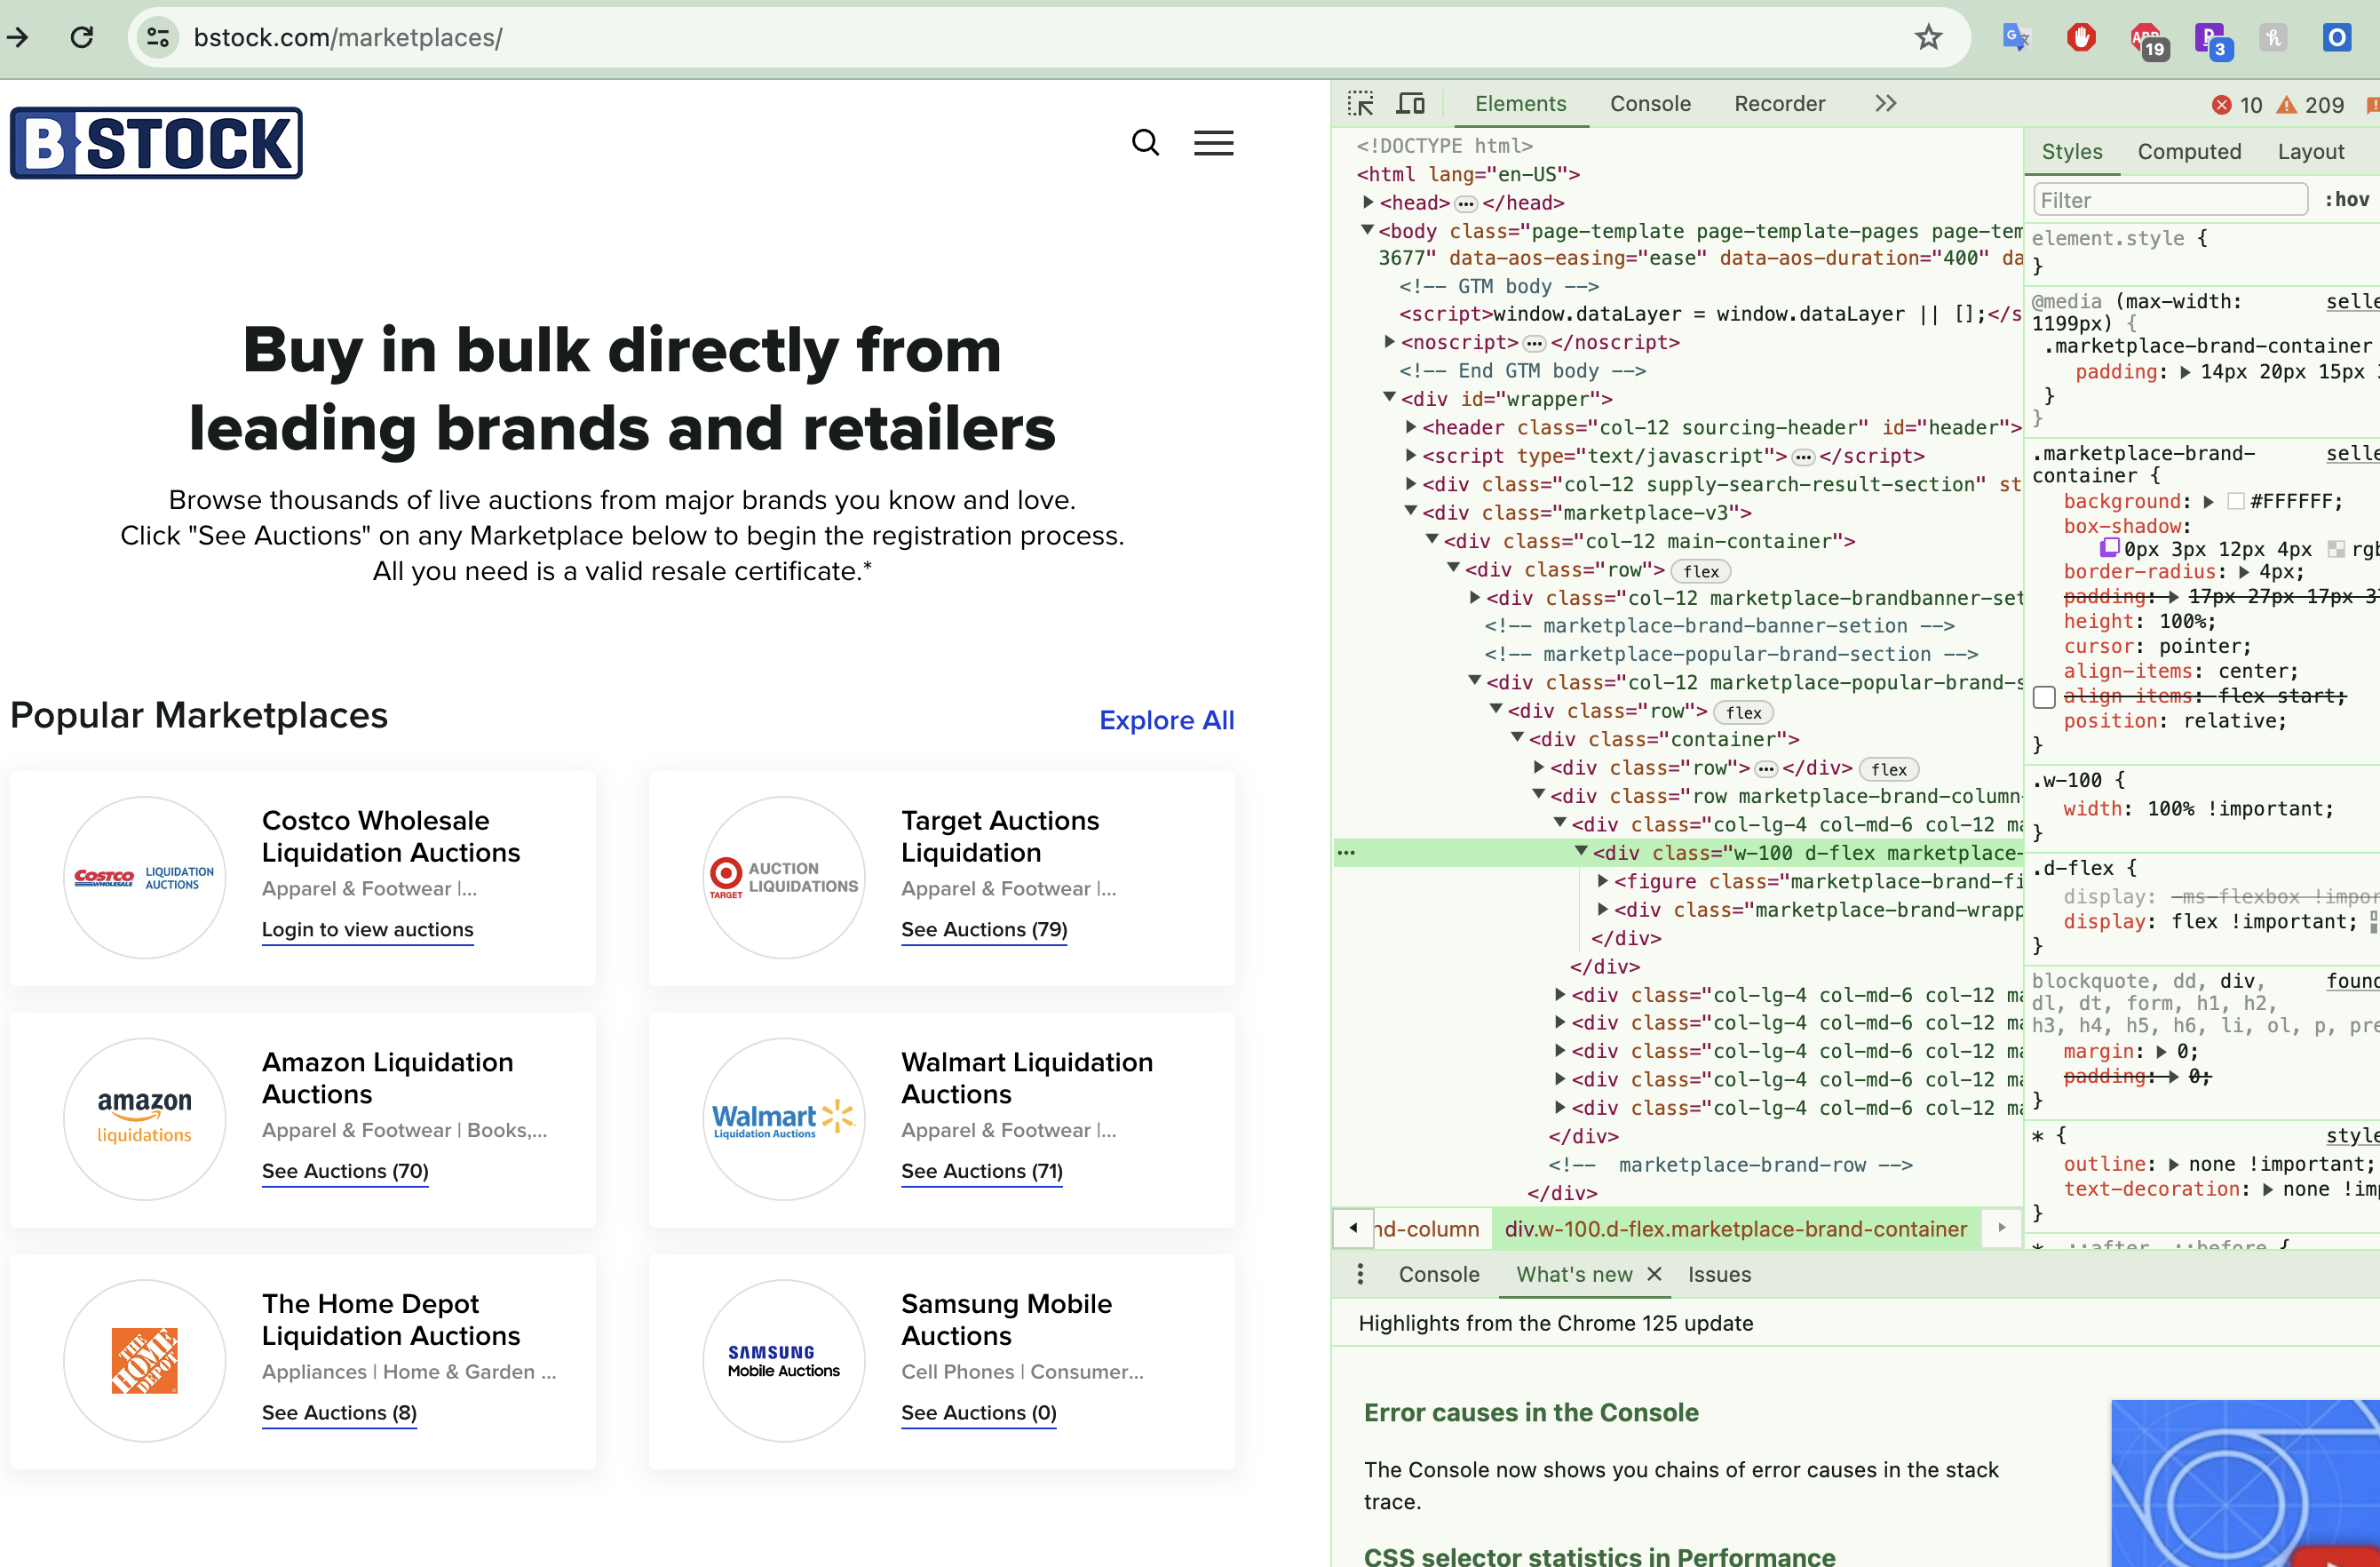 bstock.com/marketplaces/
ABP
19
3
B STOCK
Buy in bulk directly from
leading brands and retailers
Browse thousands of live auctions from major brands you know and love.
Click "See Auctions" on any Marketplace below to begin the registration process.
All you need is a valid resale certificate.*
Popular Marketplaces
Explore All
COSTCO WHOLESALE LIQUIDATION AUCTIONS
Costco Wholesale
Liquidation Auctions
Apparel & Footwear |...
Login to view auctions
TARGET AUCTION LIQUIDATIONS
Target Auctions
Liquidation
Apparel & Footwear |...
See Auctions (79)
amazon
liquidations
Amazon Liquidation
Auctions
Apparel & Footwear | Books,...
See Auctions (70)
Walmart
Liquidation Auctions
Walmart Liquidation
Auctions
Apparel & Footwear |...
See Auctions (71)
THE HOME DEPOT
The Home Depot
Liquidation Auctions
Appliances | Home & Garden ...
See Auctions (8)
SAMSUNG
Mobile Auctions
Samsung Mobile
Auctions
Cell Phones | Consumer...
See Auctions (0)
Elements Console Recorder
10 209
<!DOCTYPE html>
<html lang="en-US">
<head> </head>
<body class="page-template page-template-pages page-tem
3677" data-aos-easing="ease" data-aos-duration="400" da
<!-- GTM body -->
<script>window.dataLayer = window.dataLayer || [];</s
<noscript> </noscript>
<!-- End GTM body -->
<div id="wrapper">
<header class="col-12 sourcing-header" id="header">
<script type="text/javascript"> </script>
<div class="col-12 supply-search-result-section" st
<div class="marketplace-v3">
<div class="col-12 main-container">
<div class="row"> flex
<div class="col-12 marketplace-brandbanner-set
<!-- marketplace-brand-banner-setion -->
<!-- marketplace-popular-brand-section -->
<div class="col-12 marketplace-popular-brand-s
<div class="row"> flex
<div class="container">
<div class="row"> </div> flex
<div class="row marketplace-brand-column
<div class="col-lg-4 col-md-6 col-12 ma
<div class="w-100 d-flex marketplace-
<figure class="marketplace-brand-fi
<div class="marketplace-brand-wrapp
</div>
</div>
<div class="col-lg-4 col-md-6 col-12 ma
<div class="col-lg-4 col-md-6 col-12 ma
<div class="col-lg-4 col-md-6 col-12 ma
<div class="col-lg-4 col-md-6 col-12 ma
<div class="col-lg-4 col-md-6 col-12 ma
</div>
<!--  marketplace-brand-row -->
</div>
nd-column div.w-100.d-flex.marketplace-brand-container
Styles Computed Layout
Filter :hov
element.style {
}
@media (max-width: selle
1199px) {
.marketplace-brand-container
padding: 14px 20px 15px
}
}
.marketplace-brand- selle
container {
background: #FFFFFF;
box-shadow:
0px 3px 12px 4px rgb
border-radius: 4px;
padding: 17px 27px 17px 3
height: 100%;
cursor: pointer;
align-items: center;
align-items: flex-start;
position: relative;
}
.w-100 {
width: 100% !important;
}
.d-flex {
display: -ms-flexbox !impor
display: flex !important;
}
blockquote, dd, div, found
dl, dt, form, h1, h2,
h3, h4, h5, h6, li, ol, p, pre
margin: 0;
padding: 0;
}
* { style
outline: none !important;
text-decoration: none !imp
}
*, ::after, ::before {
Console What's new Issues
Highlights from the Chrome 125 update
Error causes in the Console
The Console now shows you chains of error causes in the stack
trace.
CSS selector statistics in Performance